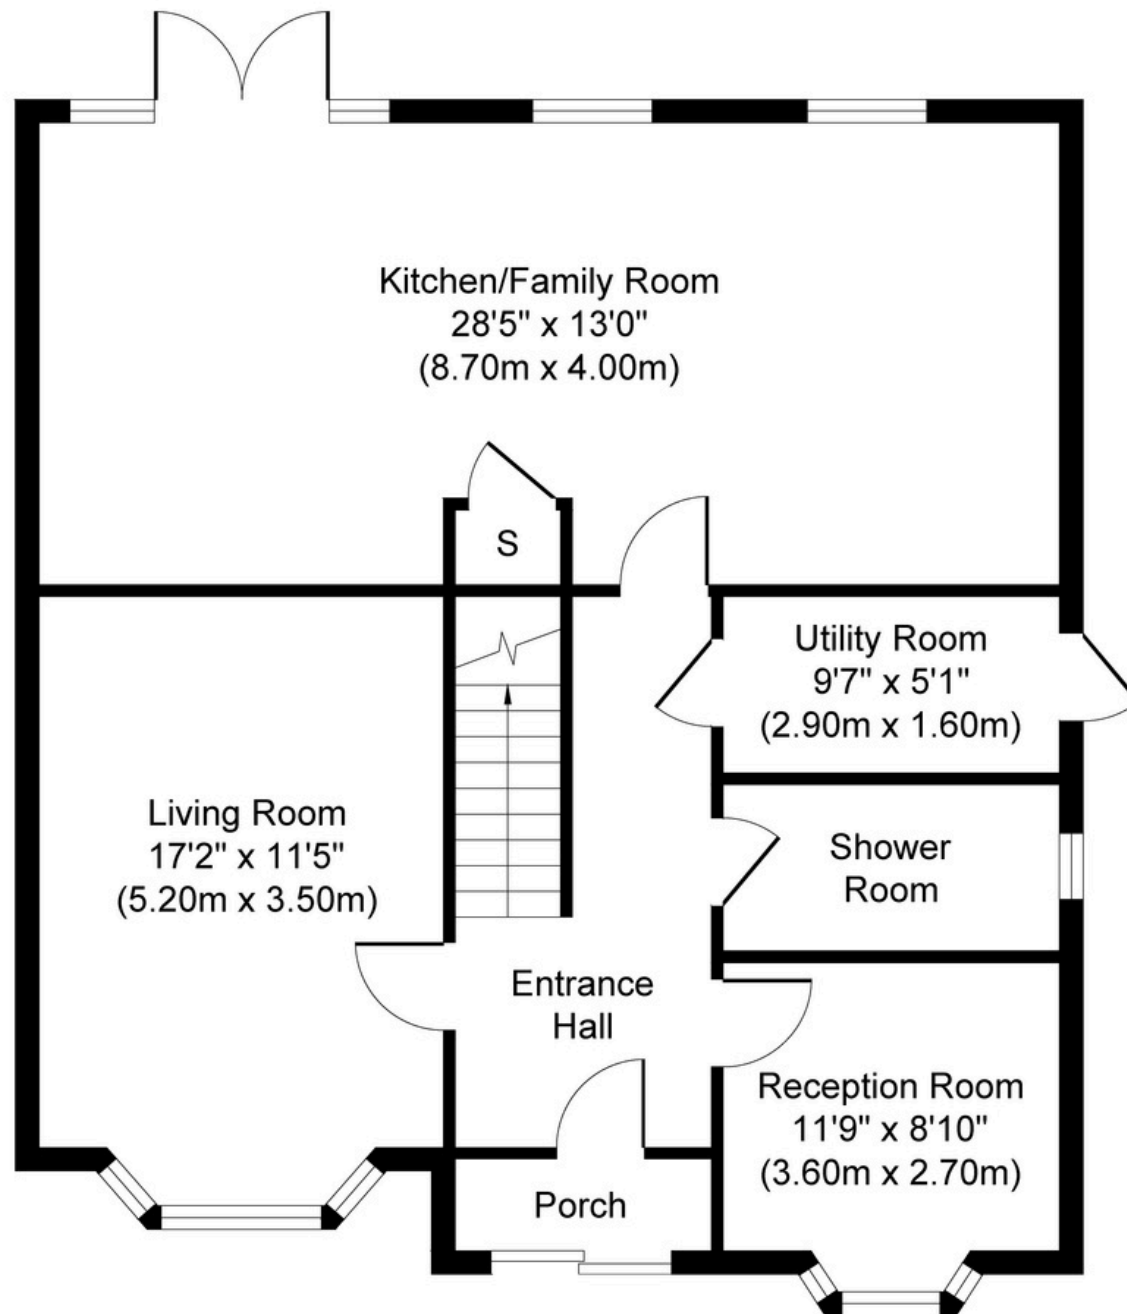 Kitchen/Family Room
28'5" x 13'0"
(8.70m x 4.00m)
S
Utility Room
9'7" x 5'1"
(2.90m x 1.60m)
Living Room
17'2" x 11'5"
(5.20m x 3.50m)
Shower
Room
Entrance
Hall
Reception Room
11'9" x 8'10"
(3.60m x 2.70m)
Porch